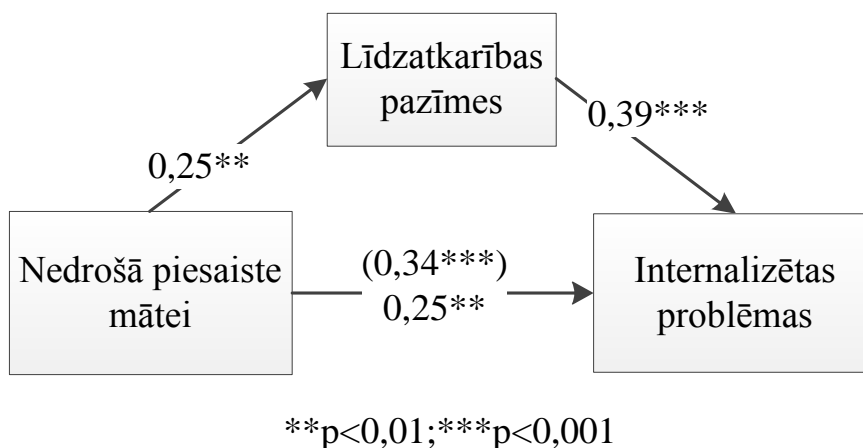 Līdzatkarības
pazīmes
0,25**
0,39***
Nedrošā piesaiste
mātei
(0,34***)
0,25**
Internalizētas
problēmas
**p<0,01;***p<0,001